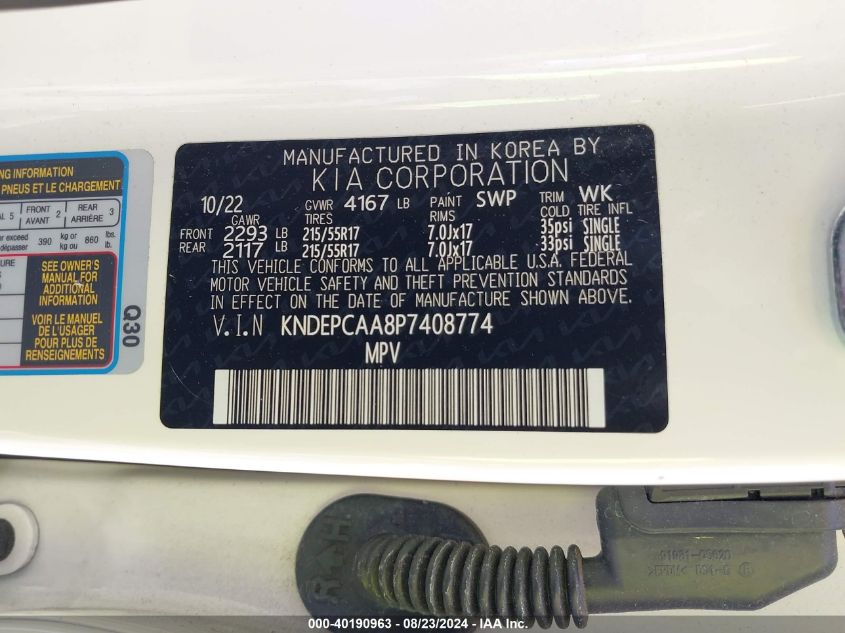 MANUFACTURED IN KOREA BY
KIA CORPORATION
10/22 GVWR 4167 LB PAINT SWP TRIM WK
GAWR TIRES RIMS COLD TIRE INFL
FRONT 2293 LB 215/55R17 7.0Jx17 35psi SINGLE
REAR 2117 LB 215/55R17 7.0Jx17 33psi SINGLE
THIS VEHICLE CONFORMS TO ALL APPLICABLE U.S.A. FEDERAL
MOTOR VEHICLE SAFETY AND THEFT PREVENTION STANDARDS
IN EFFECT ON THE DATE OF MANUFACTURE SHOWN ABOVE.
V.I.N KNDEPCAA8P7408774
MPV
NG INFORMATION
PNEUS ET LE CHARGEMENT
AL 5 FRONT AVANT 2 REAR ARRIÈRE 3
er exceed
dépasser 390 kg or
kg ou 860 lbs.
lb.
SEE OWNER'S
MANUAL FOR
ADDITIONAL
INFORMATION
VOIR LE MANUEL
DE L'USAGER
POUR PLUS DE
RENSEIGNEMENTS
Q30
000-40190963 - 08/23/2024 - IAA Inc.